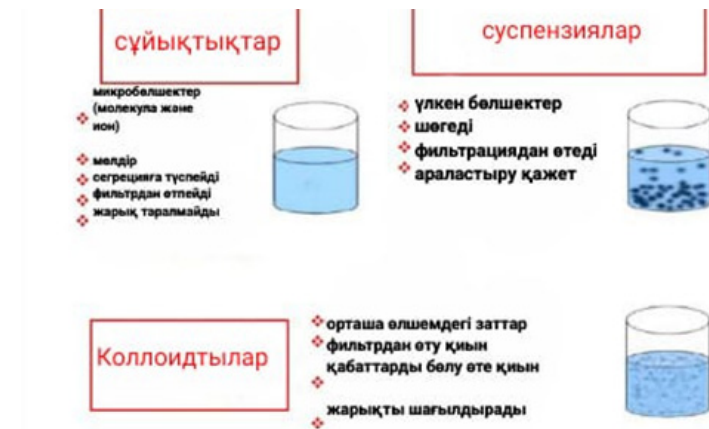 сұйықтықтар
микробөлшектер
(молекула және
ион)
мөлдір
сегрецияға түспейді
фильтрдан өтпейді
жарық таралмайды
суспензиялар
үлкен бөлшектер
шөгеді
фильтрациядан өтеді
араластыру қажет
Коллоидтылар
орташа өлшемдегі заттар
фильтрдан өту қиын
қабаттарды бөлу өте қиын
жарықты шағылдырады